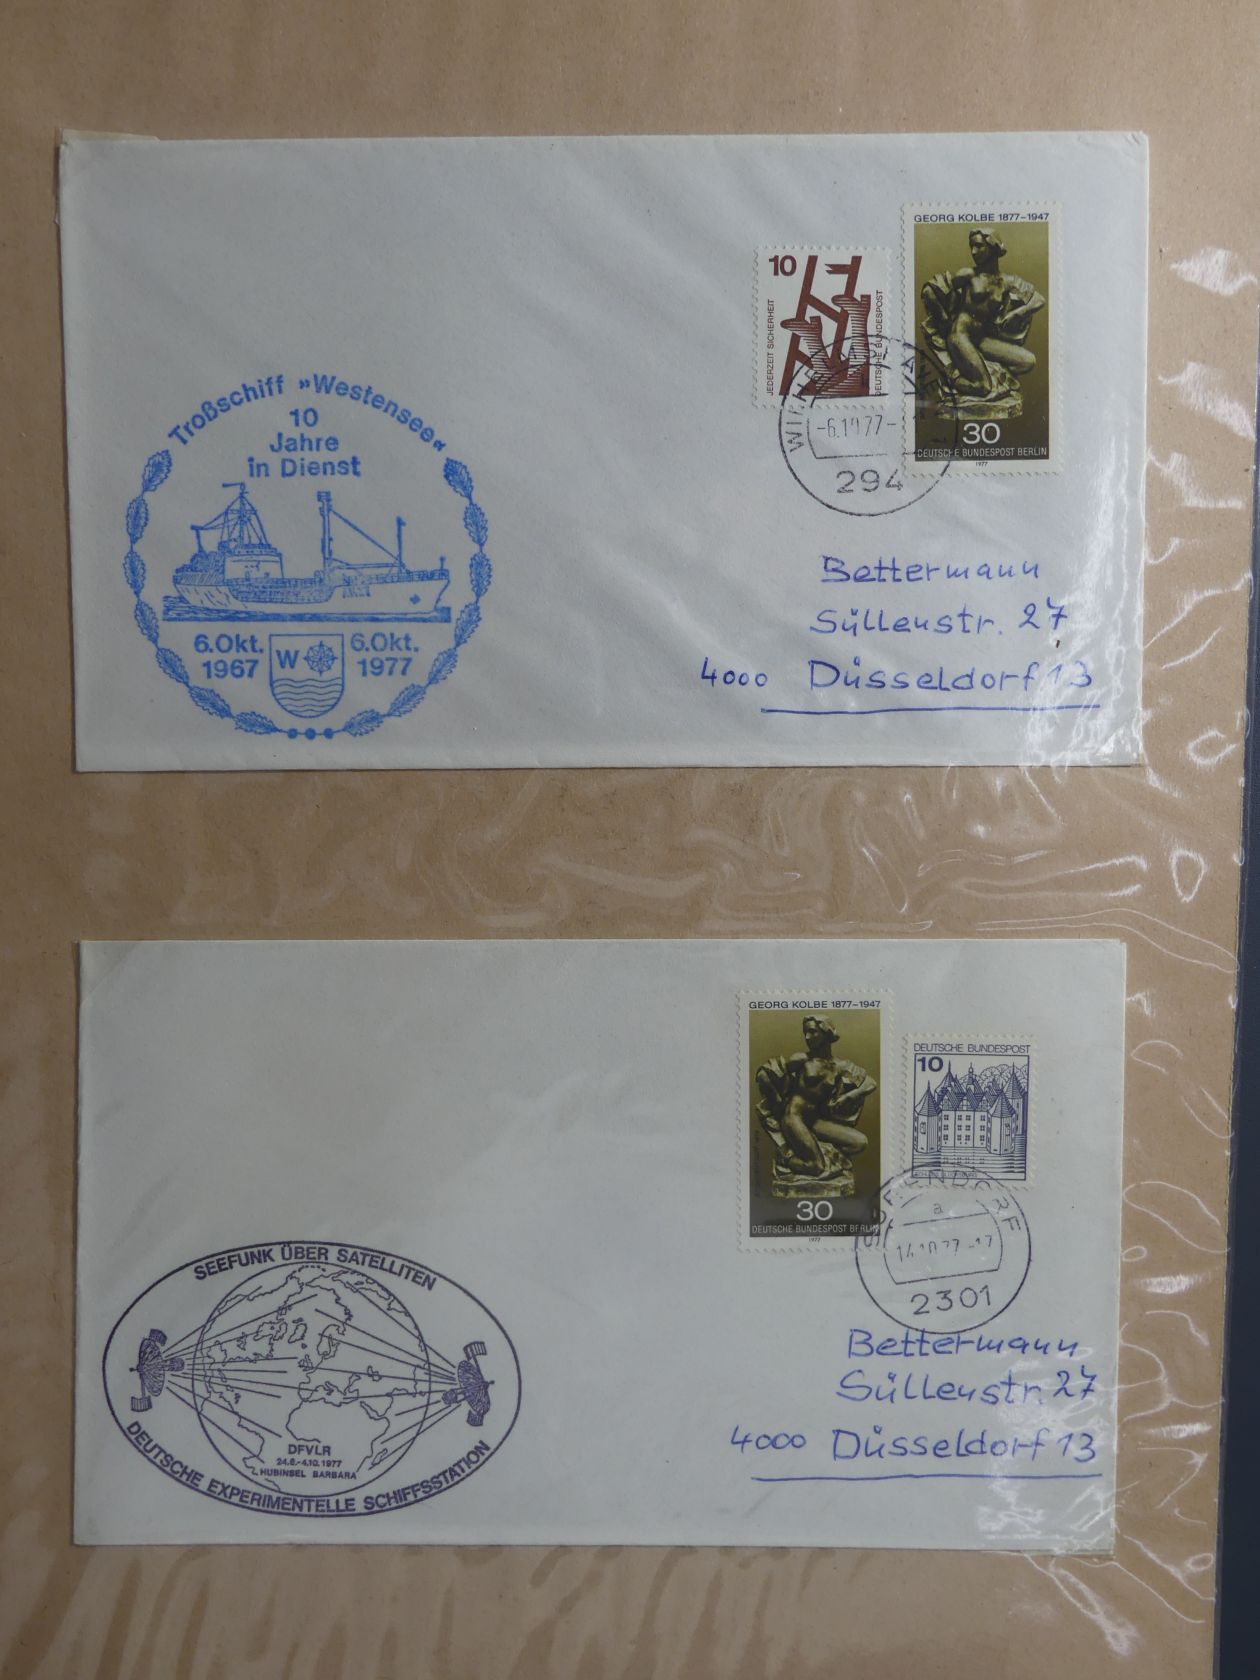 GEORG KOLBE 1877-1947
10
JEDERZEIT SICHERHEIT
DEUTSCHE BUNDESPOST
30
DEUTSCHE BUNDESPOST BERLIN
1977
-6.10.77-
294
Troßschiff »Westensee«
10
Jahre
in Dienst
6.Okt. 6.Okt.
1967 W 1977
Bettermann
Süllenstr. 27
4000 Düsseldorf 13
GEORG KOLBE 1877-1947
30
DEUTSCHE BUNDESPOST BERLIN
1977
DEUTSCHE BUNDESPOST
10
a
14.10.77-17
2301
SEEFUNK ÜBER SATELLITEN
DFVLR
24.6.-4.10.1977
HUBINSEL BARBARA
DEUTSCHE EXPERIMENTELLE SCHIFFSSTATION
Bettermann
Süllenstr. 27
4000 Düsseldorf 13